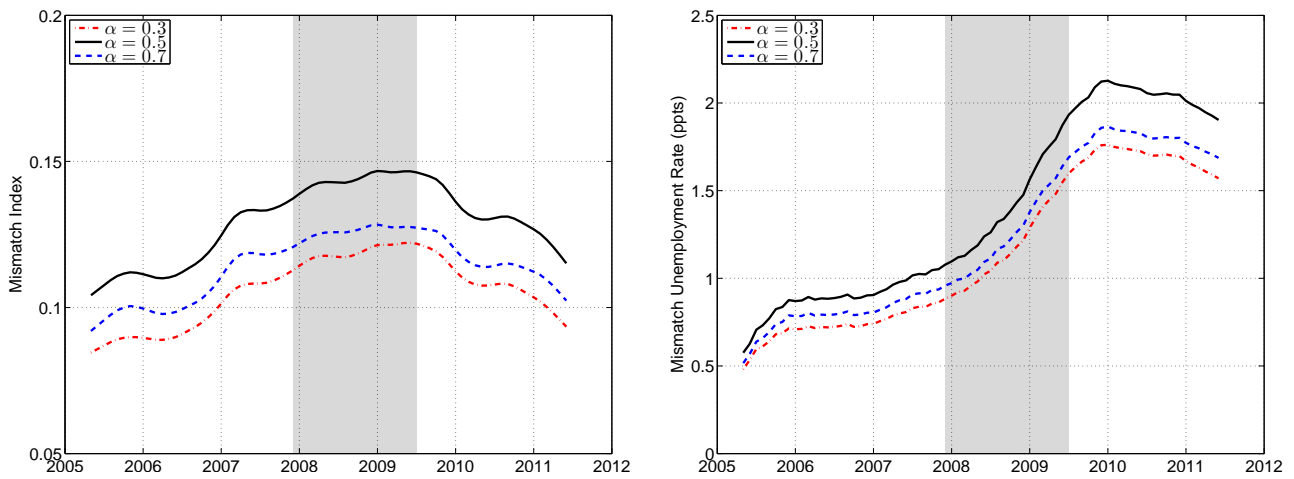 α = 0.3
α = 0.5
α = 0.7
Mismatch Index
0.2
0.15
0.1
0.05
2005 2006 2007 2008 2009 2010 2011 2012
α = 0.3
α = 0.5
α = 0.7
Mismatch Unemployment Rate (ppts)
2.5
2
1.5
1
0.5
0
2005 2006 2007 2008 2009 2010 2011 2012